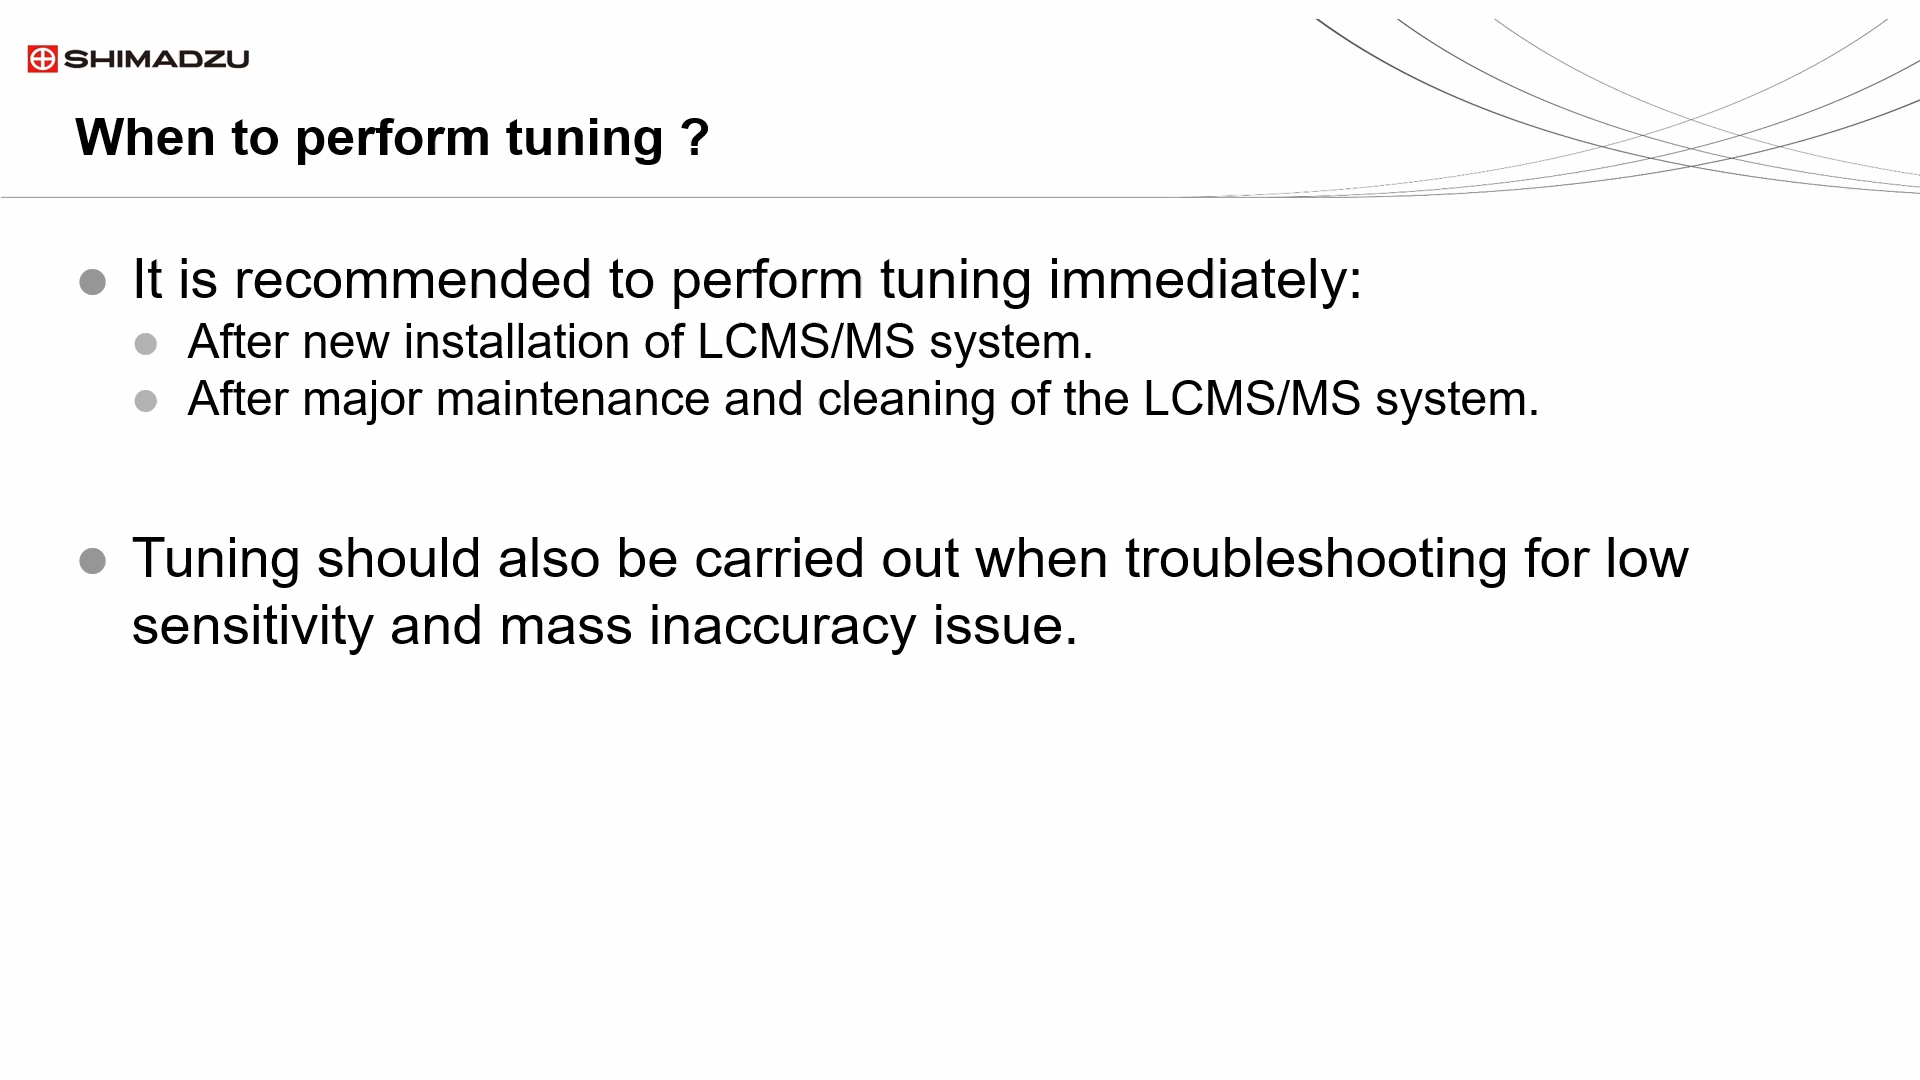 SHIMADZU
When to perform tuning ?
It is recommended to perform tuning immediately:
After new installation of LCMS/MS system.
After major maintenance and cleaning of the LCMS/MS system.
Tuning should also be carried out when troubleshooting for low
sensitivity and mass inaccuracy issue.